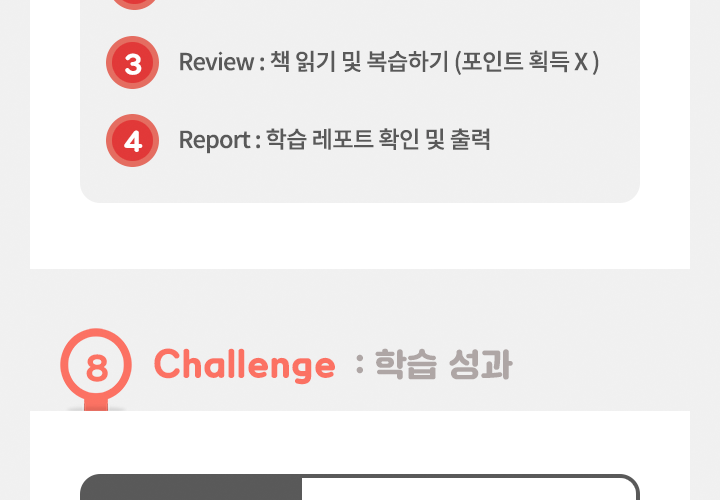 3 Review : 책 읽기 및 복습하기 (포인트 획득 X )
4 Report : 학습 레포트 확인 및 출력
8 Challenge : 학습 성과